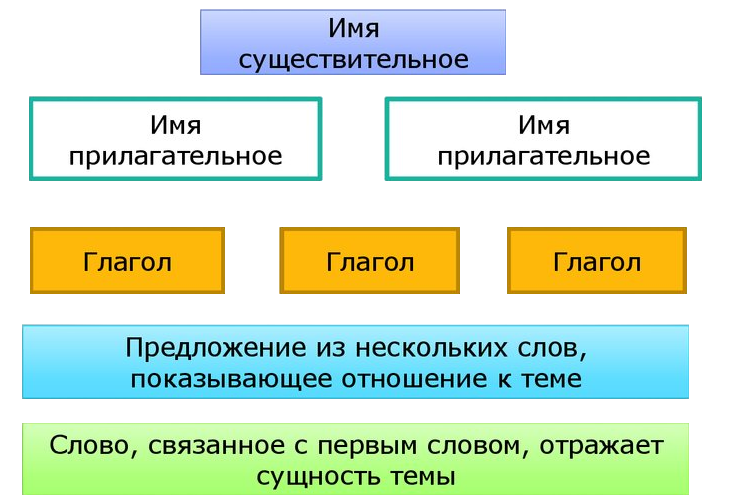 Имя
существительное
Имя
прилагательное
Имя
прилагательное
Глагол
Глагол
Глагол
Предложение из нескольких слов,
показывающее отношение к теме
Слово, связанное с первым словом, отражает
сущность темы